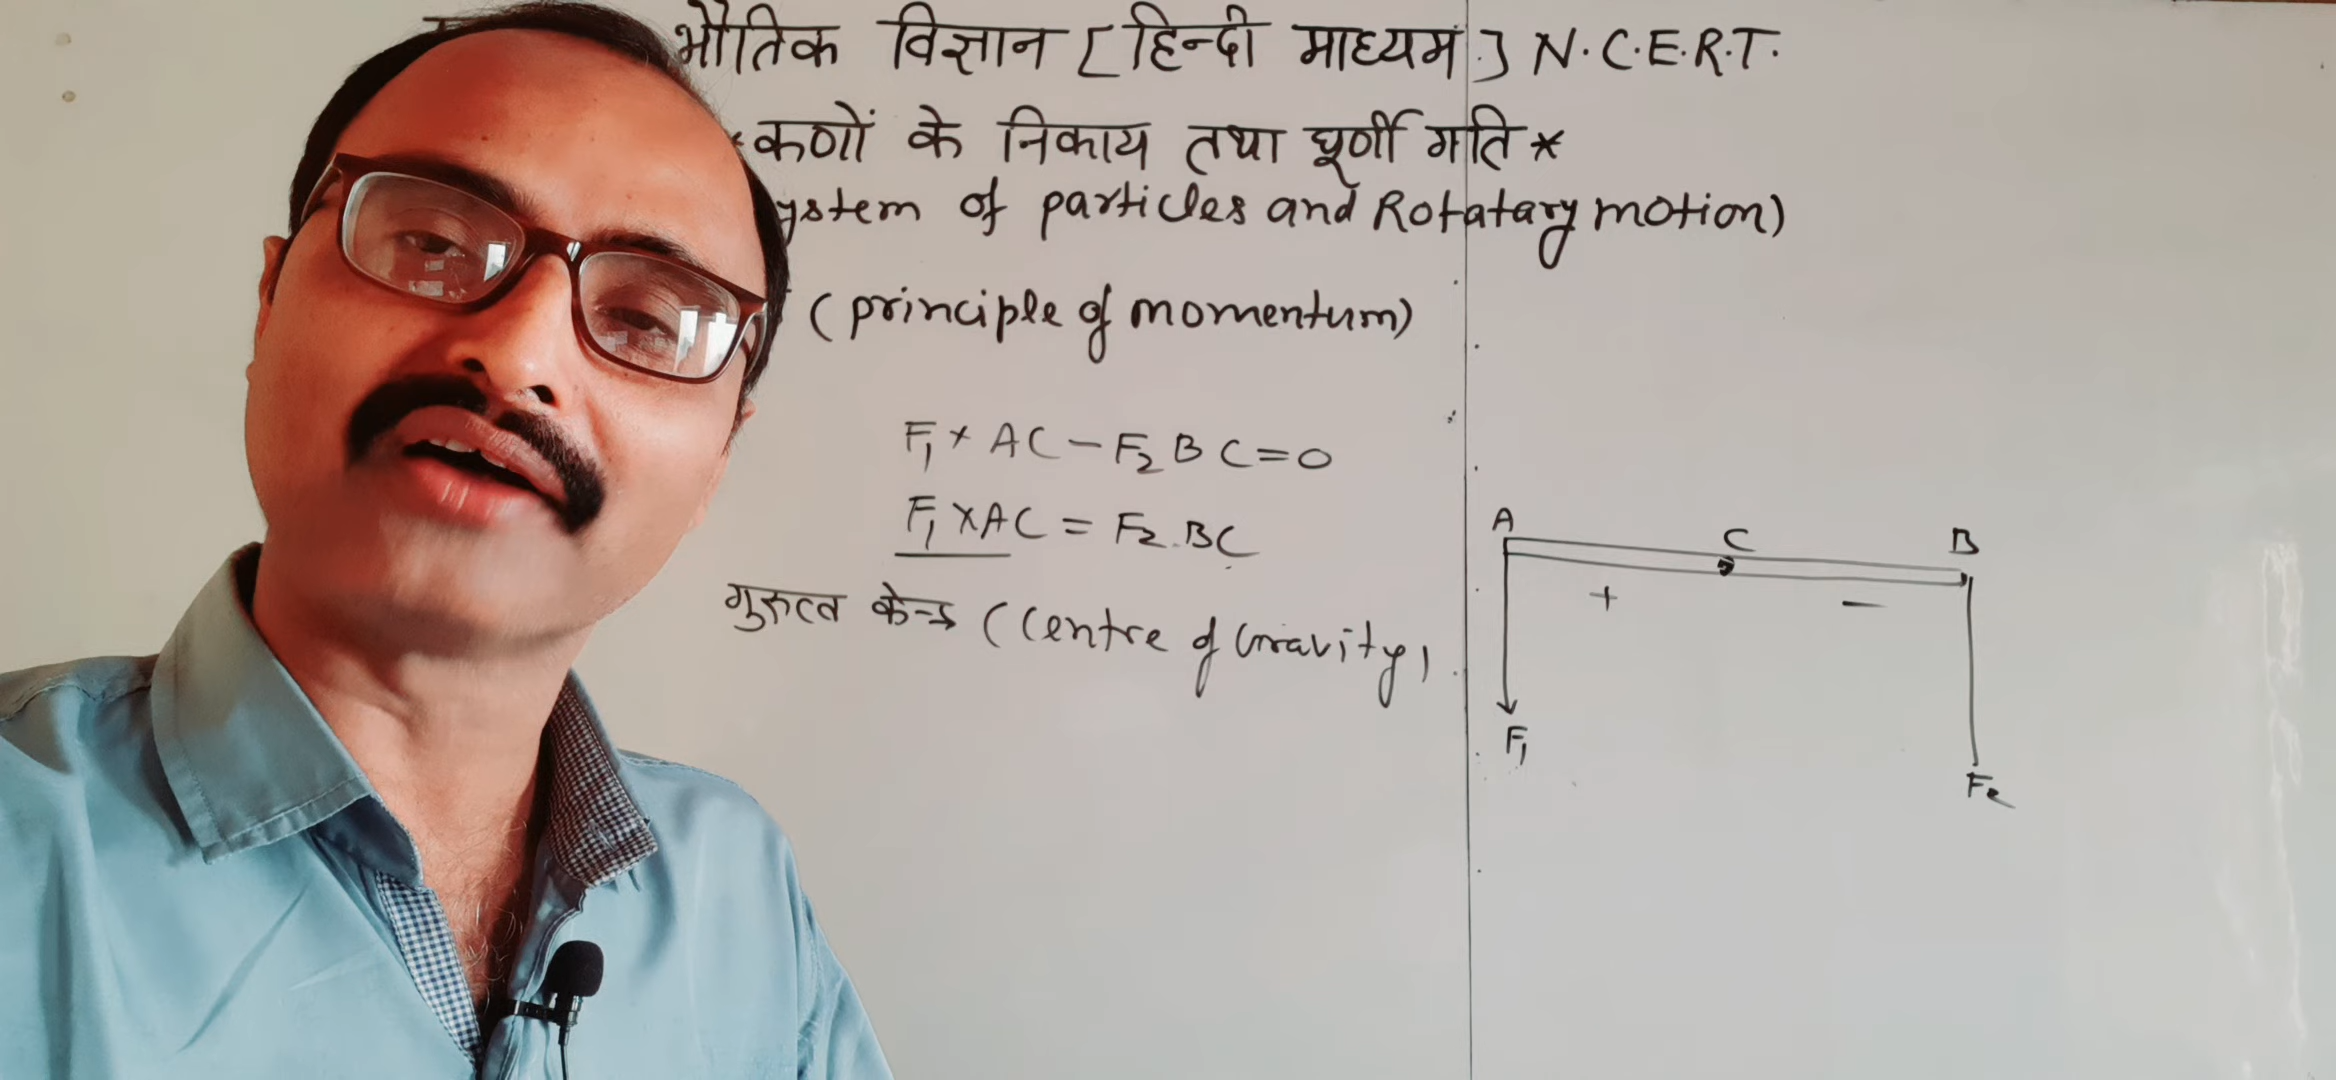 भौतिक विज्ञान [हिन्दी माध्यम] N.C.E.R.T.
*कणों के निकाय तथा घूर्णी गति*
ystem of particles and Rotatary motion)
(principle of momentum)
F₁ × AC − F₂ BC = 0
F₁ × AC = F₂.BC
गुरुत्व केन्द्र (Centre of Gravity)
A C B
+ −
F₁
F₂